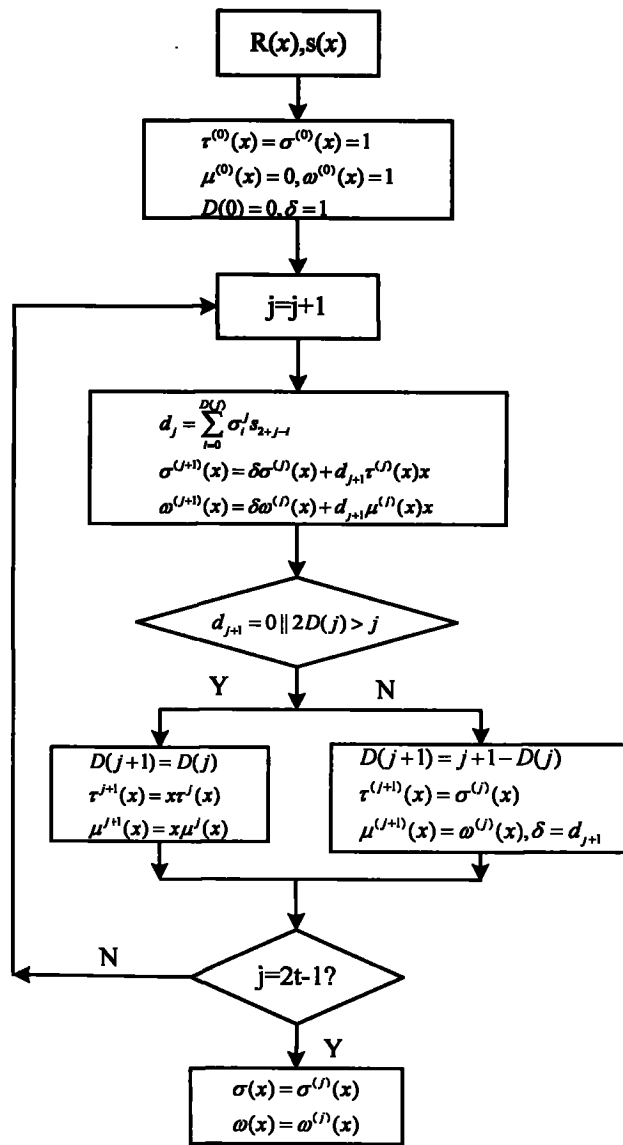 R(x),s(x)
τ^{(0)}(x) = σ^{(0)}(x) = 1
μ^{(0)}(x) = 0, ω^{(0)}(x) = 1
D(0) = 0, δ = 1
j=j+1
d_j = \sum_{i=0}^{D(j)} σ_i^j s_{2+j-i}
σ^{(j+1)}(x) = δσ^{(j)}(x) + d_{j+1}τ^{(j)}(x)x
ω^{(j+1)}(x) = δω^{(j)}(x) + d_{j+1}μ^{(j)}(x)x
d_{j+1} = 0 || 2D(j) > j
Y
N
D(j+1) = D(j)
τ^{j+1}(x) = xτ^j(x)
μ^{j+1}(x) = xμ^j(x)
D(j+1) = j+1-D(j)
τ^{(j+1)}(x) = σ^{(j)}(x)
μ^{(j+1)}(x) = ω^{(j)}(x), δ = d_{j+1}
N
j=2t-1?
Y
σ(x) = σ^{(j)}(x)
ω(x) = ω^{(j)}(x)